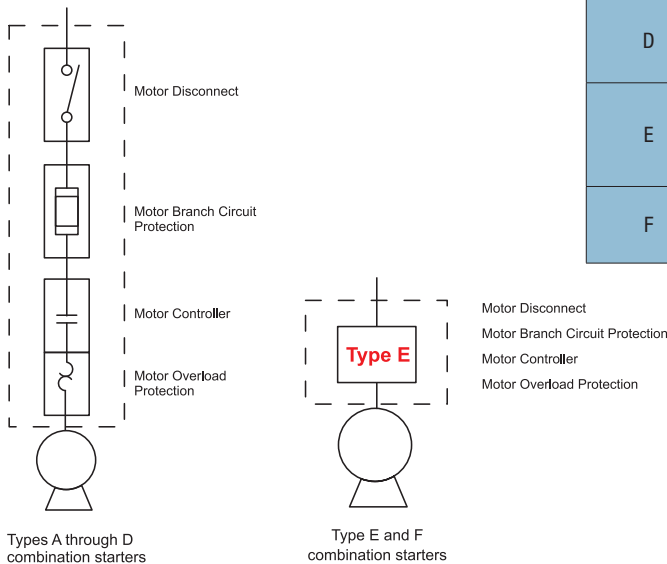 Motor Disconnect
Motor Branch Circuit
Protection
Motor Controller
Motor Overload
Protection
Types A through D
combination starters
Type E
Motor Disconnect
Motor Branch Circuit Protection
Motor Controller
Motor Overload Protection
Type E and F
combination starters
D
E
F